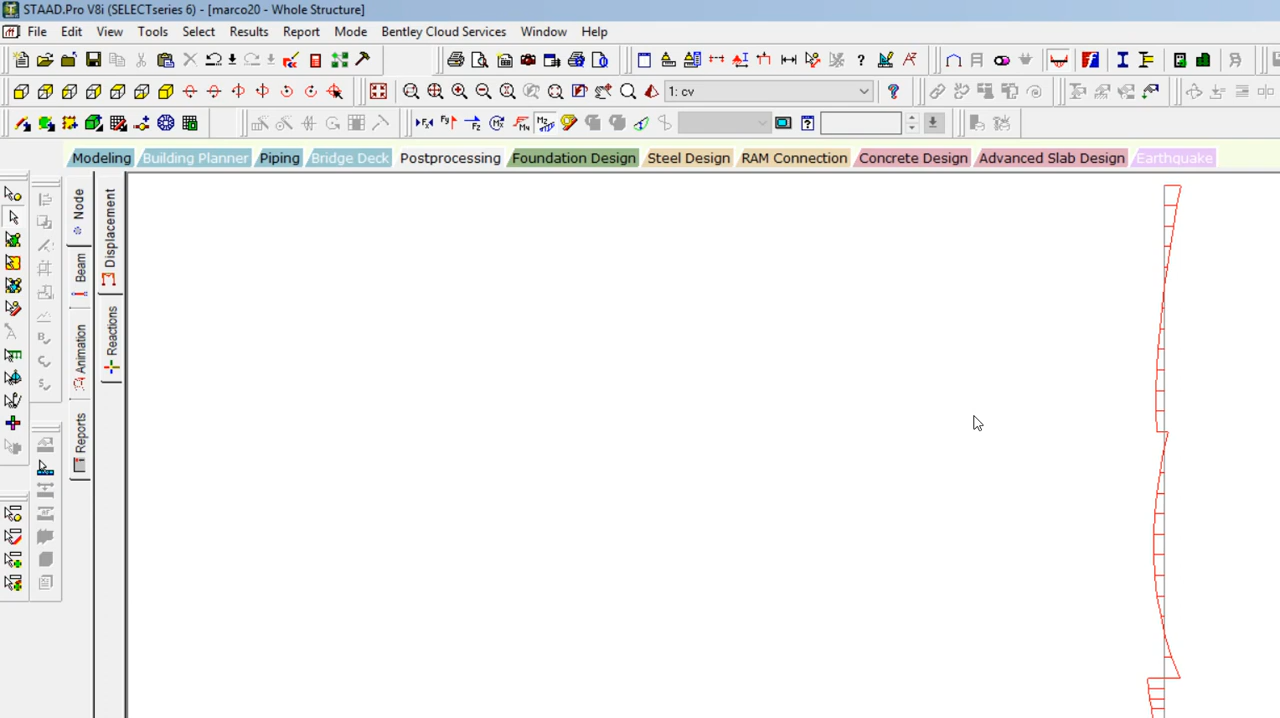 STAAD.Pro V8i (SELECTseries 6) - [marco20 - Whole Structure]
File Edit View Tools Select Results Report Mode Bentley Cloud Services Window Help
1: cv
Modeling Building Planner Piping Bridge Deck Postprocessing Foundation Design Steel Design RAM Connection Concrete Design Advanced Slab Design Earthquake
Node
Displacement
Beam
Reactions
Animation
Reports